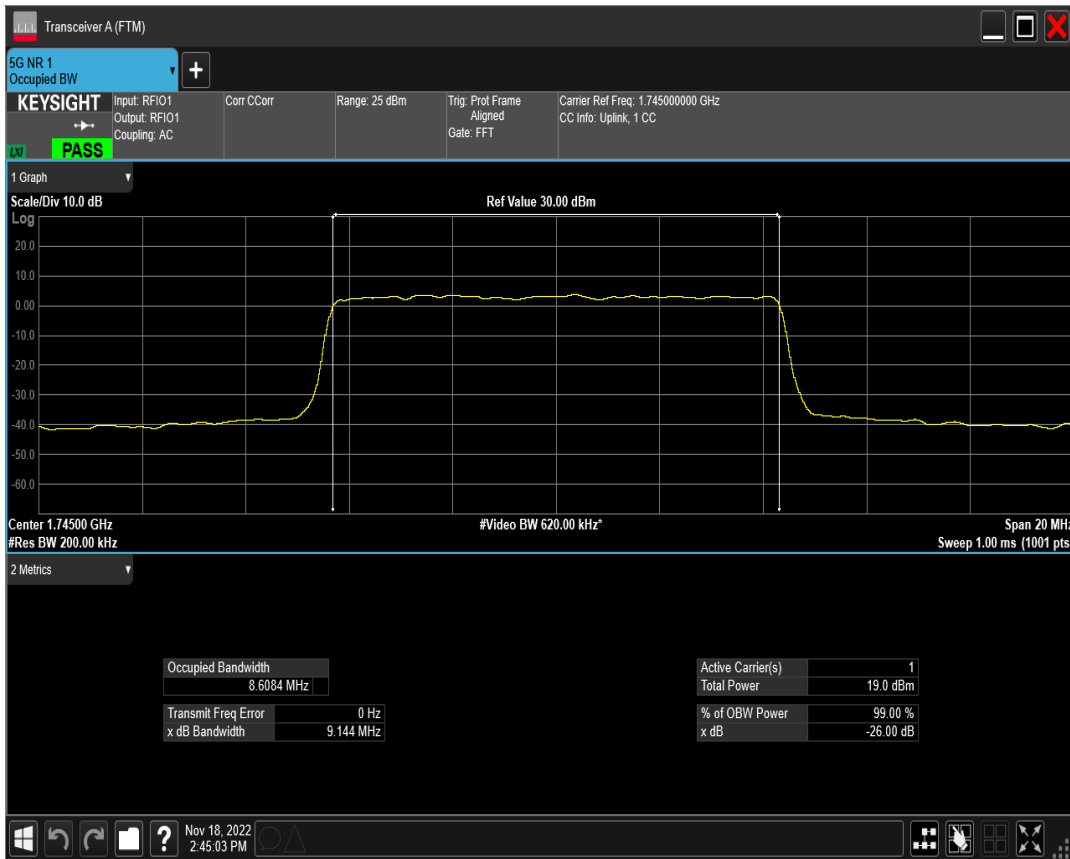 Transceiver A (FTM)
5G NR 1
Occupied BW
+
KEYSIGHT
LXI
PASS
Input: RFIO1
Output: RFIO1
Coupling: AC
Corr CCorr
Range: 25 dBm
Trig: Prot Frame
Aligned
Gate: FFT
Carrier Ref Freq: 1.745000000 GHz
CC Info: Uplink, 1 CC
1 Graph
Scale/Div 10.0 dB
Ref Value 30.00 dBm
Log
20.0
10.0
0.00
-10.0
-20.0
-30.0
-40.0
-50.0
-60.0
Center 1.74500 GHz
#Video BW 620.00 kHz*
Span 20 MHz
#Res BW 200.00 kHz
Sweep 1.00 ms (1001 pts
2 Metrics
Occupied Bandwidth
8.6084 MHz
Active Carrier(s) 1
Total Power 19.0 dBm
Transmit Freq Error 0 Hz
x dB Bandwidth 9.144 MHz
% of OBW Power 99.00 %
x dB -26.00 dB
?
Nov 18, 2022
2:45:03 PM